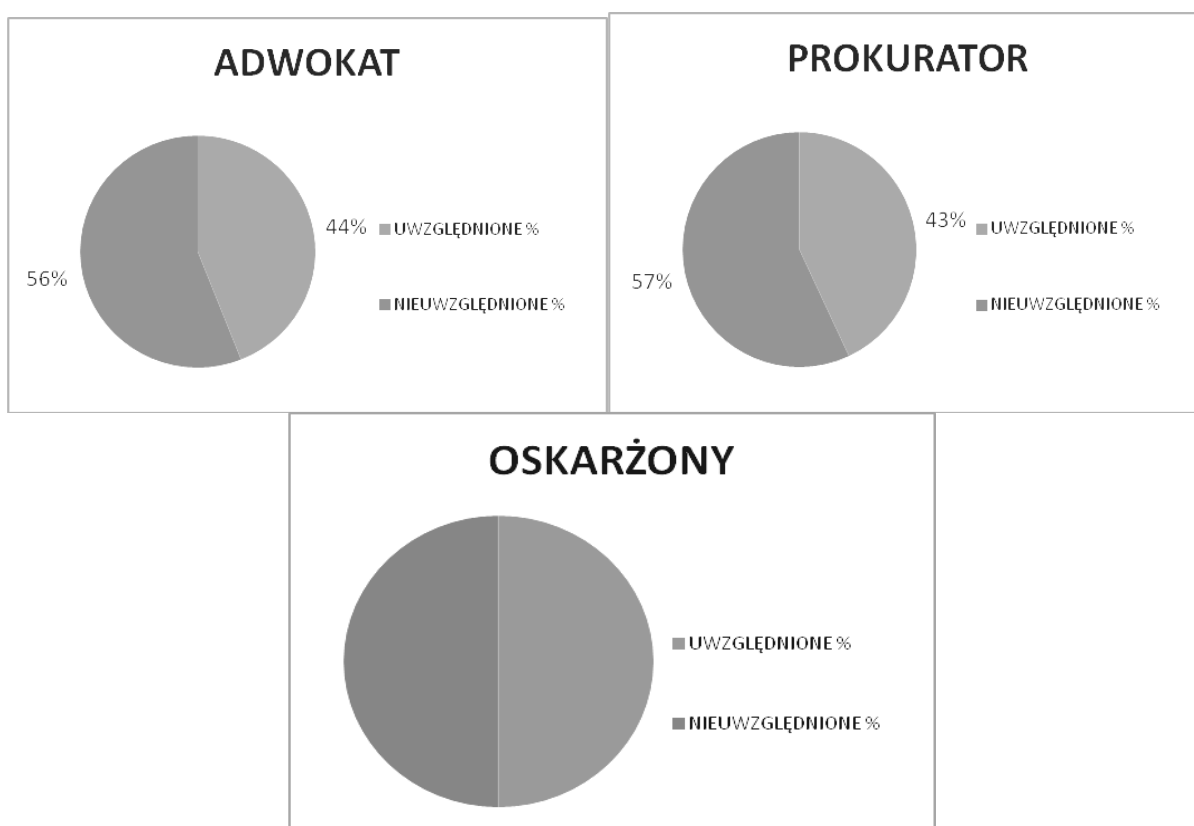 ADWOKAT
44%
UWZGLĘDNIONE %
56%
NIEUWZGLĘDNIONE %
PROKURATOR
43%
UWZGLĘDNIONE %
57%
NIEUWZGLĘDNIONE %
OSKARŻONY
UWZGLĘDNIONE %
NIEUWZGLĘDNIONE %